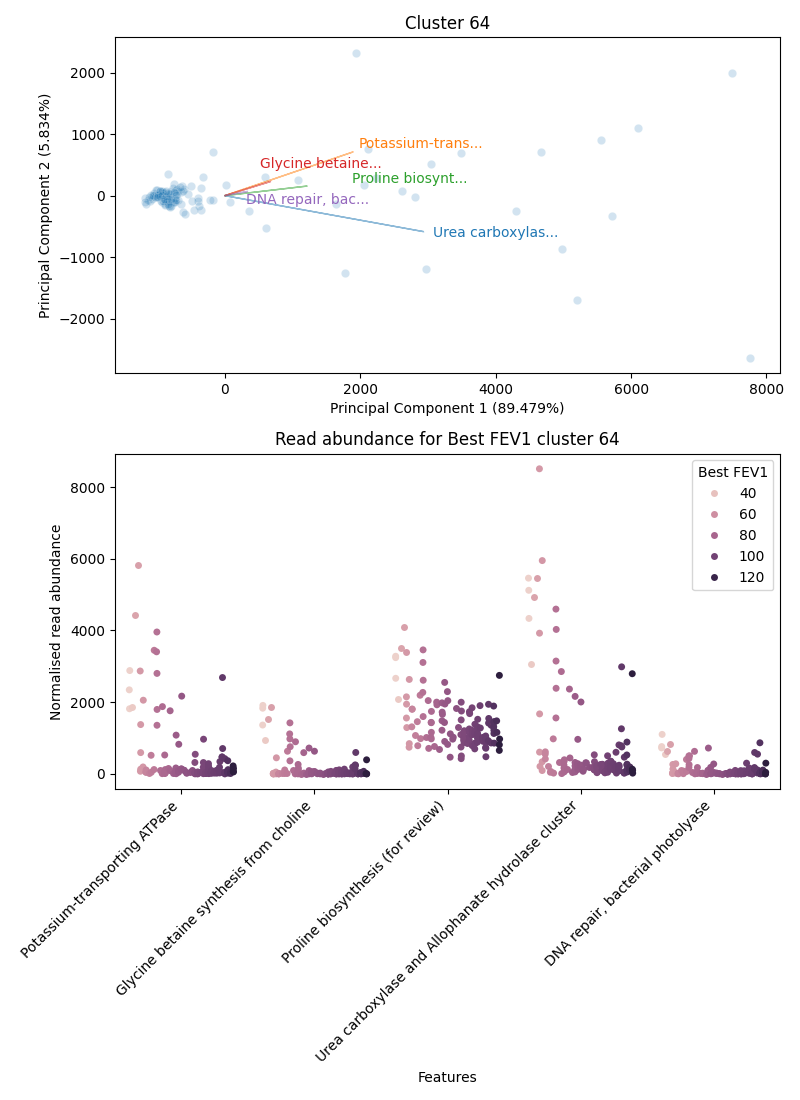 Cluster 64
2000
1000
0
−1000
−2000
Principal Component 2 (5.834%)
Potassium-trans...
Glycine betaine...
Proline biosynt...
DNA repair, bac...
Urea carboxylas...
0
2000
4000
6000
8000
Principal Component 1 (89.479%)
Read abundance for Best FEV1 cluster 64
8000
6000
4000
2000
0
Normalised read abundance
Best FEV1
40
60
80
100
120
Potassium-transporting ATPase
Glycine betaine synthesis from choline
Proline biosynthesis (for review)
Urea carboxylase and Allophanate hydrolase cluster
DNA repair, bacterial photolyase
Features